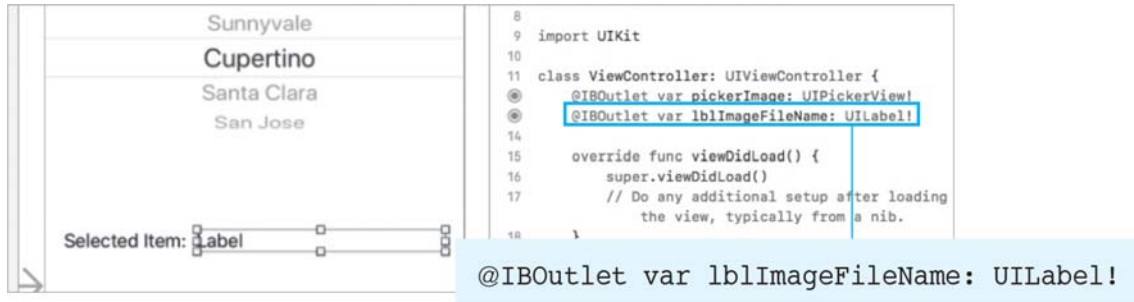 Sunnyvale
Cupertino
Santa Clara
San Jose
Selected Item: Label
8
9 import UIKit
10
11 class ViewController: UIViewController {
@IBOutlet var pickerImage: UIPickerView!
@IBOutlet var lblImageFileName: UILabel!
14
15 override func viewDidLoad() {
16 super.viewDidLoad()
17 // Do any additional setup after loading
the view, typically from a nib.
18 }
@IBOutlet var lblImageFileName: UILabel!